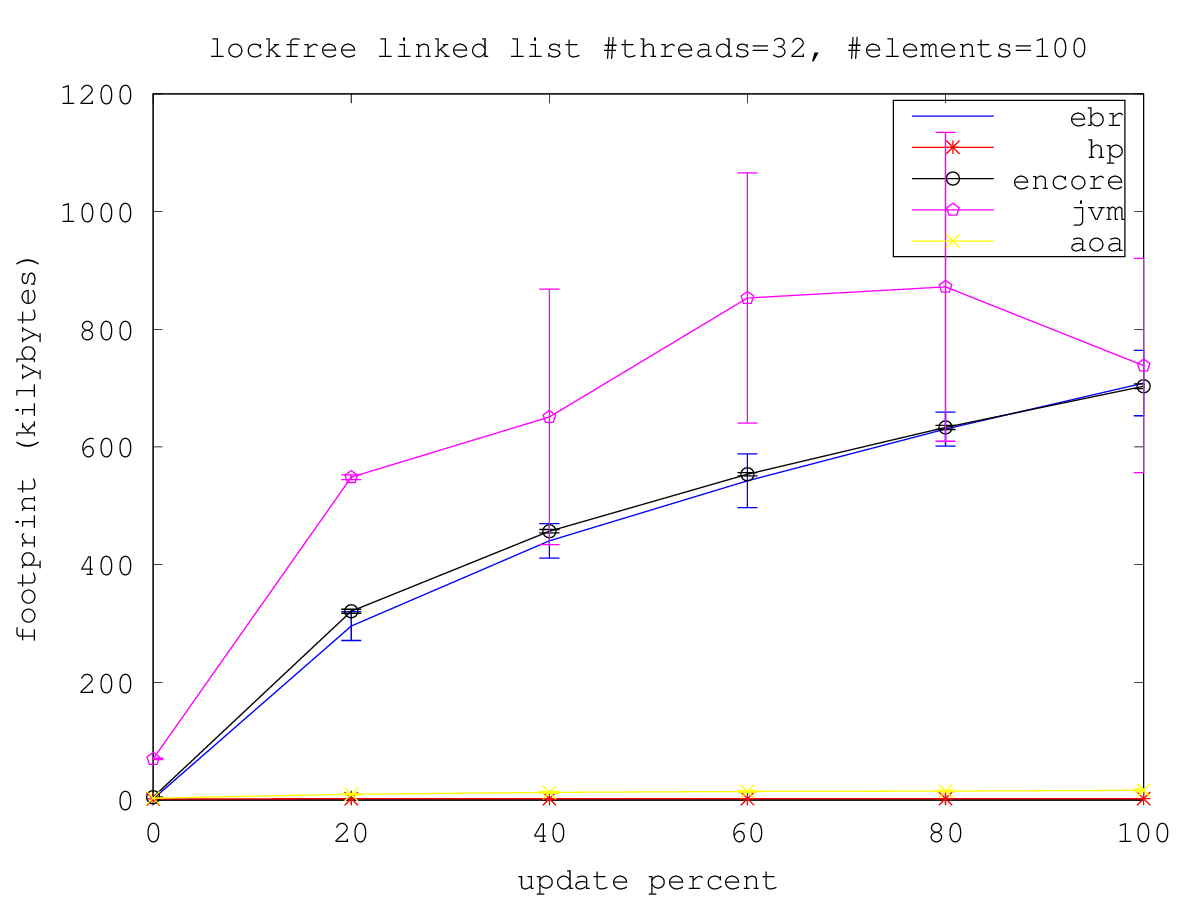 lockfree linked list #threads=32, #elements=100
1200
1000
800
600
400
200
0
footprint (kilybytes)
ebr
hp
encore
jvm
aoa
0 20 40 60 80 100
update percent